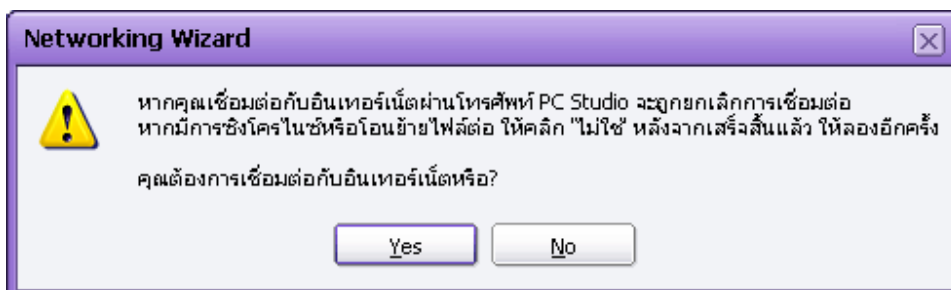 Networking Wizard
หากคุณเชื่อมต่อกับอินเทอร์เน็ตผ่านโทรศัพท์ PC Studio จะถูกยกเลิกการเชื่อมต่อ
หากมีการซิงโครไนซ์หรือโอนย้ายไฟล์ต่อ ให้คลิก "ไม่ใช่" หลังจากเสร็จสิ้นแล้ว ให้ลองอีกครั้ง
คุณต้องการเชื่อมต่อกับอินเทอร์เน็ตหรือ?
Yes No